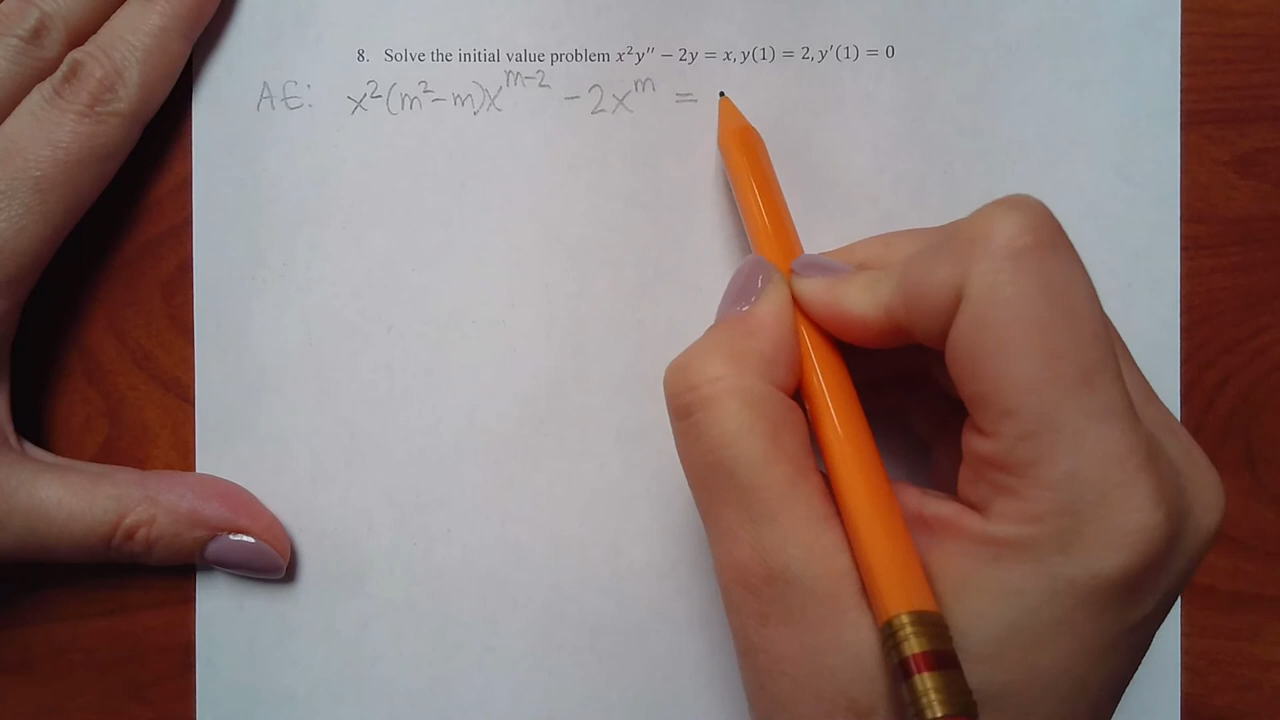 8. Solve the initial value problem x²y′′ − 2y = x, y(1) = 2, y′(1) = 0
AE: x²(m²-m)x^{m-2} - 2x^m =